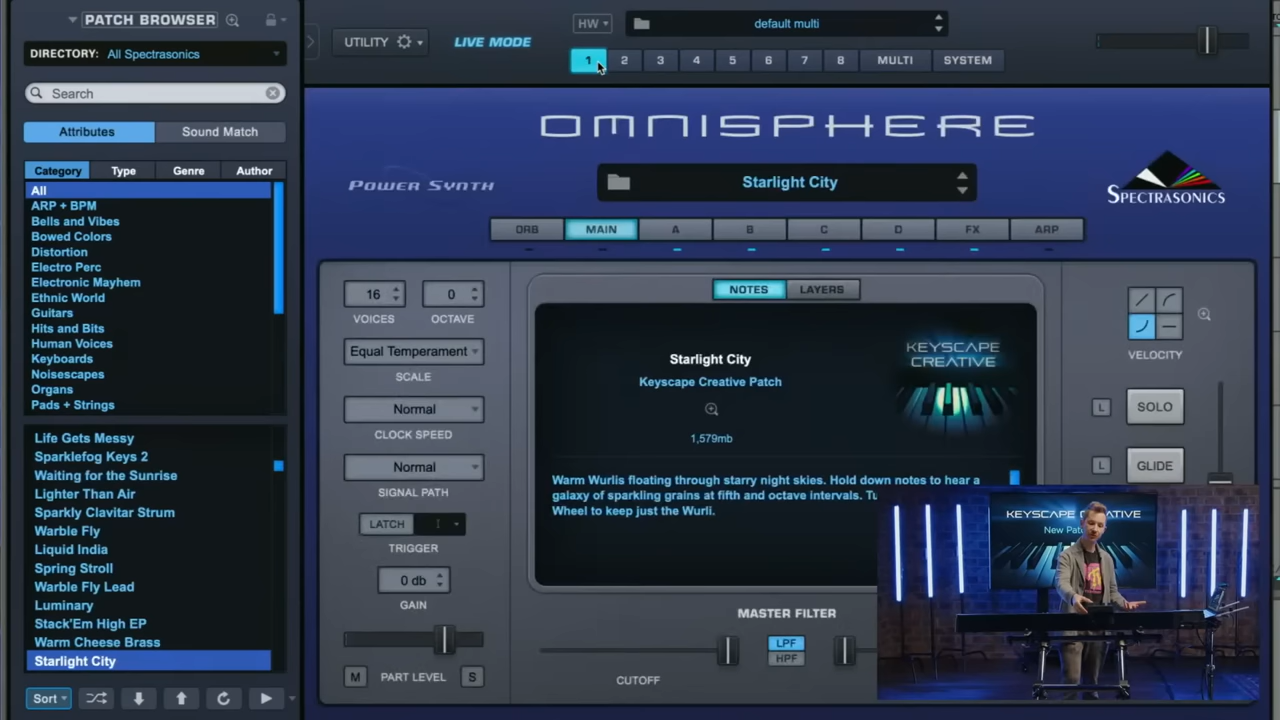 PATCH BROWSER
DIRECTORY: All Spectrasonics
Search
Attributes
Sound Match
Category
Type
Genre
Author
All
ARP + BPM
Bells and Vibes
Bowed Colors
Distortion
Electro Perc
Electronic Mayhem
Ethnic World
Guitars
Hits and Bits
Human Voices
Keyboards
Noisescapes
Organs
Pads + Strings
Life Gets Messy
Sparklefog Keys 2
Waiting for the Sunrise
Lighter Than Air
Sparkly Clavitar Strum
Warble Fly
Liquid India
Spring Stroll
Warble Fly Lead
Luminary
Stack'Em High EP
Warm Cheese Brass
Starlight City
Sort
UTILITY
LIVE MODE
HW
default multi
1 2 3 4 5 6 7 8 MULTI SYSTEM
OMNISPHERE
POWER SYNTH
Starlight City
SPECTRASONICS
ORB MAIN A B C D FX ARP
16
0
VOICES
OCTAVE
Equal Temperament
SCALE
Normal
CLOCK SPEED
Normal
SIGNAL PATH
LATCH
TRIGGER
0 db
GAIN
M
PART LEVEL
S
NOTES
LAYERS
Starlight City
Keyscape Creative Patch
1,579mb
KEYSCAPE
CREATIVE
Warm Wurlis floating through starry night skies. Hold down notes to hear a
galaxy of sparkling grains at fifth and octave intervals.
Wheel to keep just the Wurli.
MASTER FILTER
LPF
HPF
CUTOFF
VELOCITY
L
SOLO
L
GLIDE